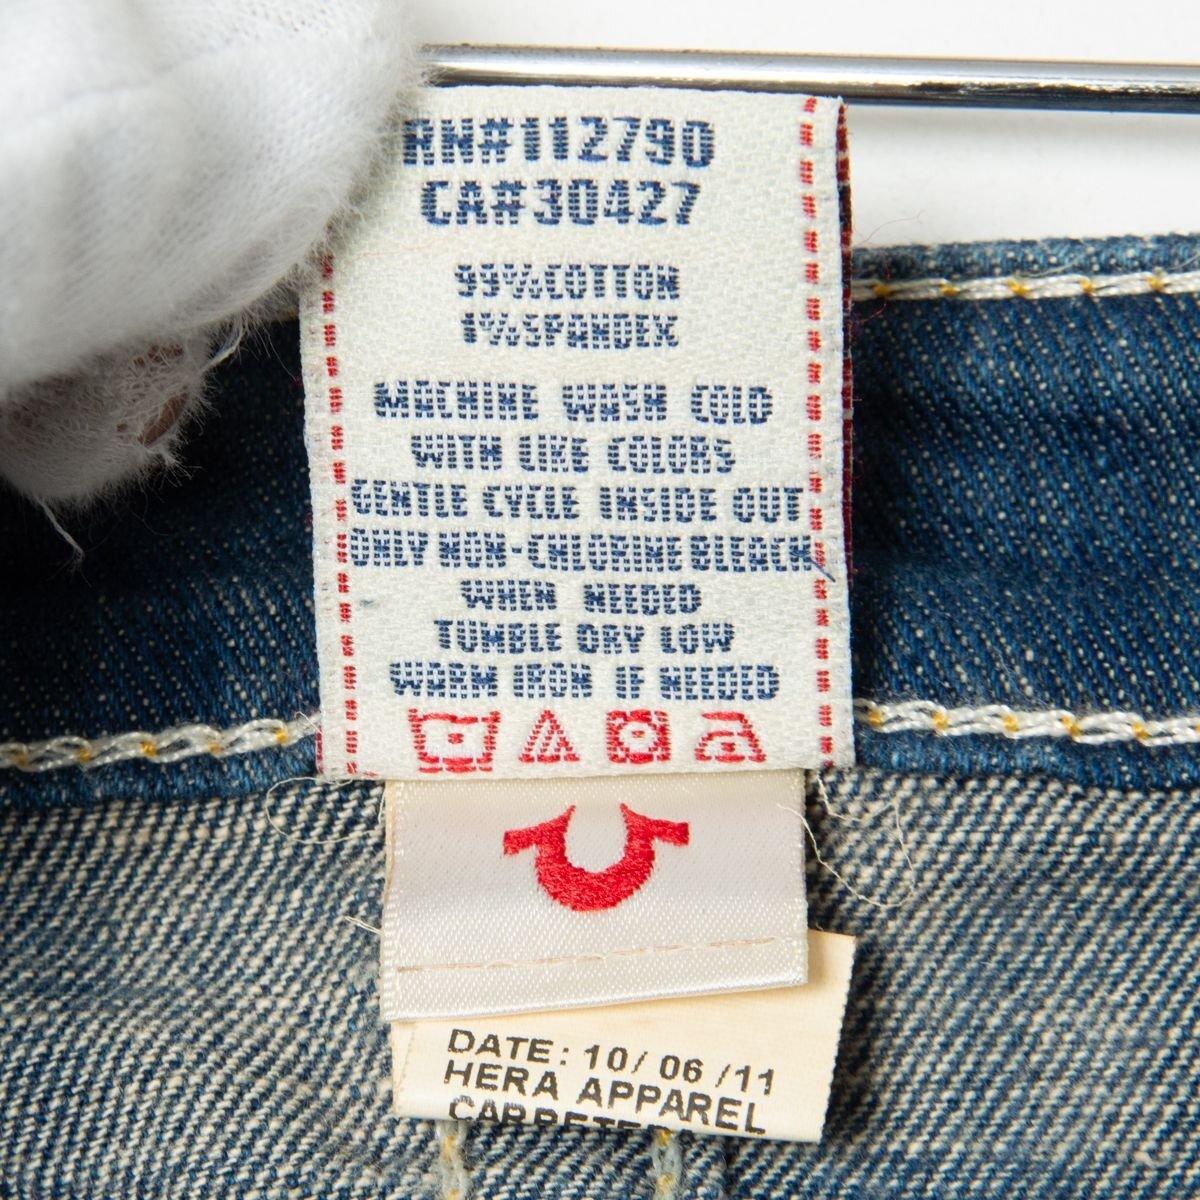 RN#112790
CA#30427
99%COTTON
1%SPANDEX
MACHINE WASH COLD
WITH LIKE COLORS
GENTLE CYCLE INSIDE OUT
ONLY NON-CHLORINE BLEACH
WHEN NEEDED
TUMBLE DRY LOW
WARM IRON IF NEEDED
DATE: 10/06/11
HERA APPAREL